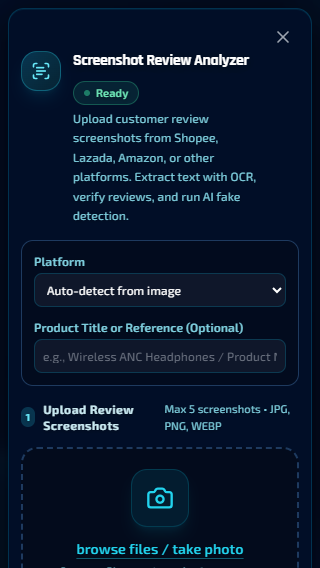 Screenshot Review Analyzer
Ready
Upload customer review
screenshots from Shopee,
Lazada, Amazon, or other
platforms. Extract text with OCR,
verify reviews, and run AI fake
detection.
Platform
Auto-detect from image
Product Title or Reference (Optional)
e.g., Wireless ANC Headphones / Product
1
Upload Review
Screenshots
Max 5 screenshots • JPG,
PNG, WEBP
browse files / take photo